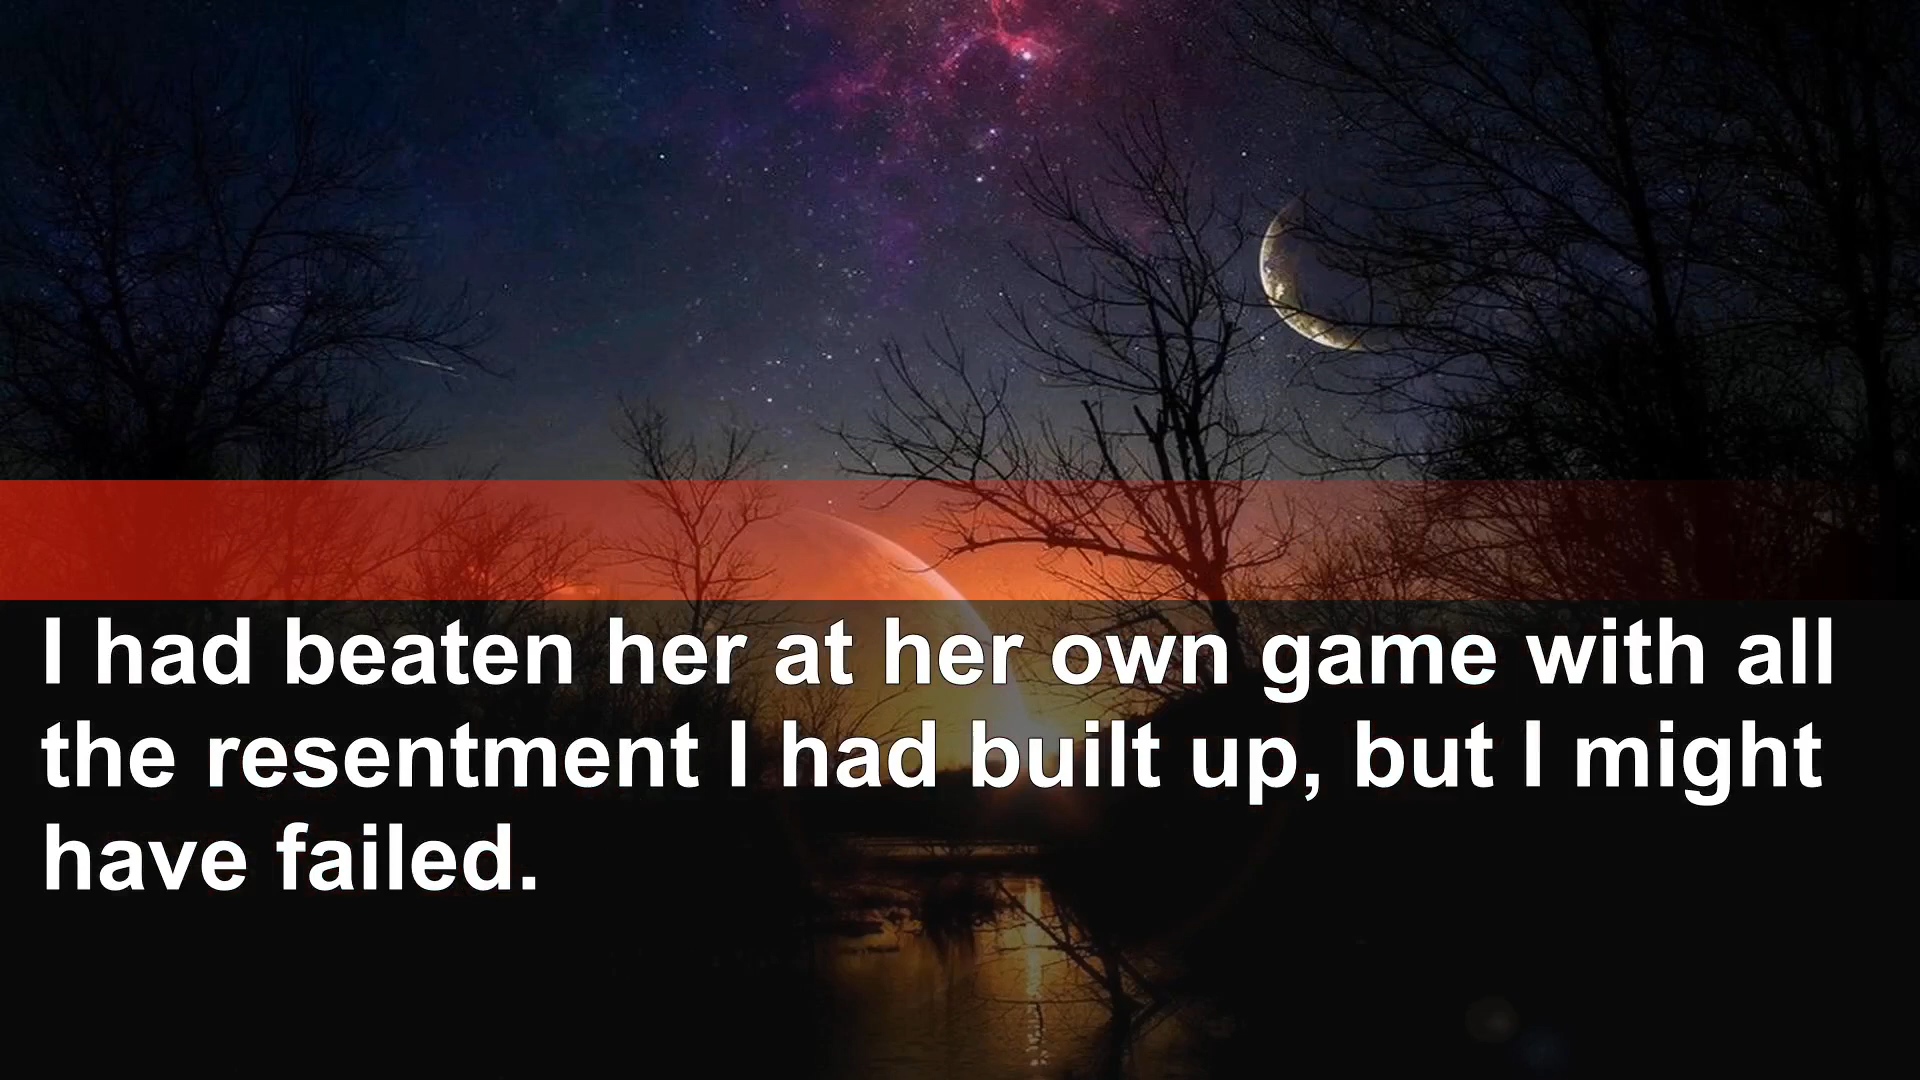 I had beaten her at her own game with all
the resentment I had built up, but I might
have failed.